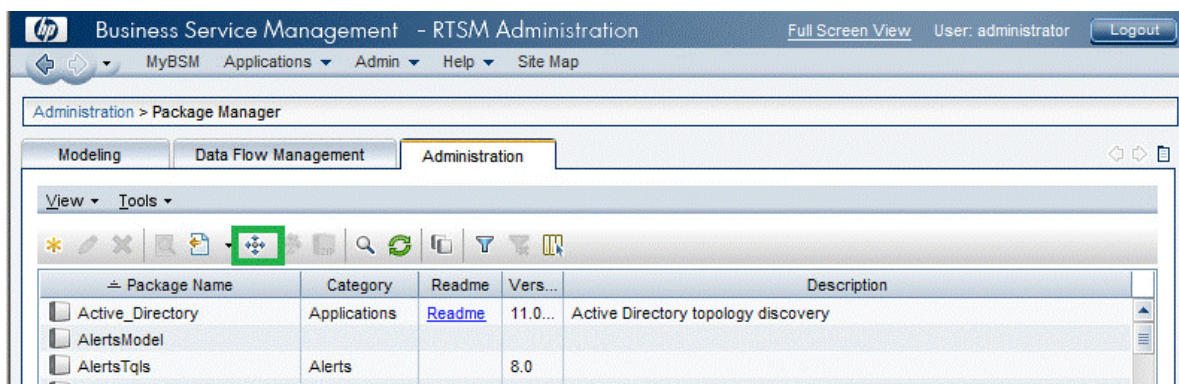 hp Business Service Management - RTSM Administration Full Screen View User: administrator Logout
MyBSM Applications Admin Help Site Map
Administration > Package Manager
Modeling Data Flow Management Administration
View Tools
Package Name Category Readme Vers... Description
Active_Directory Applications Readme 11.0... Active Directory topology discovery
AlertsModel
AlertsTqls Alerts 8.0